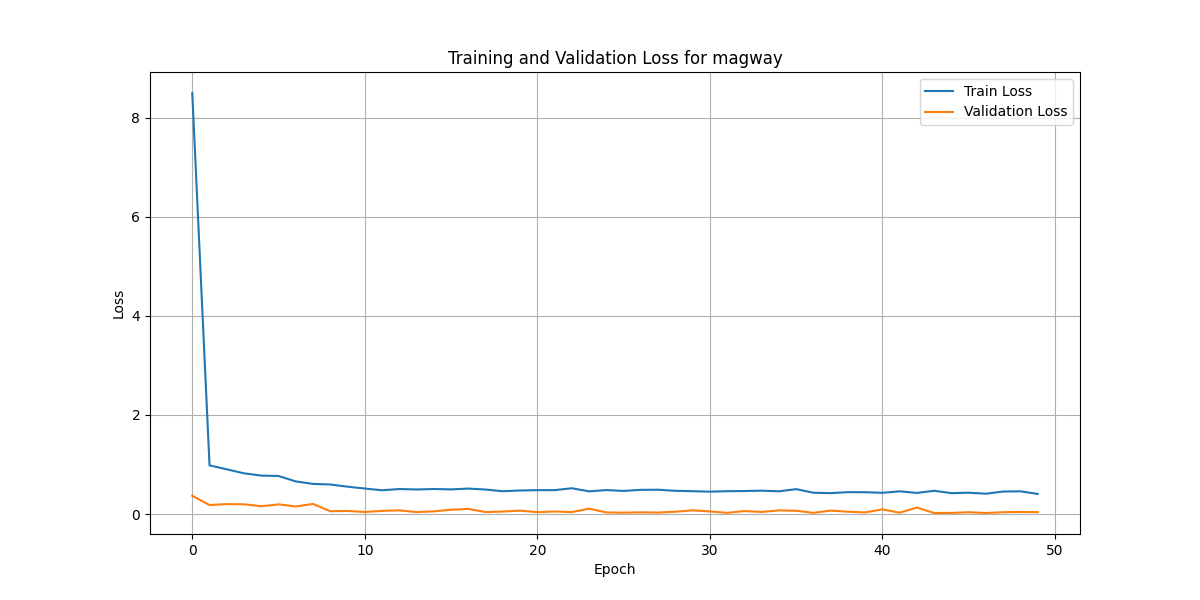 Training and Validation Loss for magway
Train Loss
Validation Loss
8
6
4
2
0
Loss
0 10 20 30 40 50
Epoch